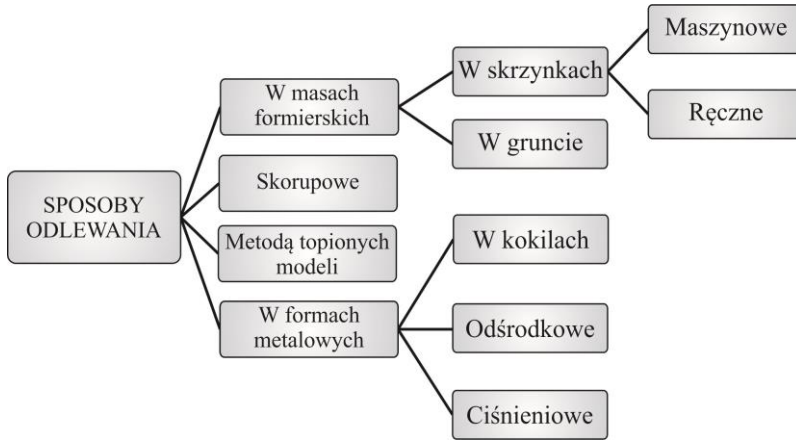 SPOSOBY
ODLEWANIA
W masach
formierskich
Skorupowe
Metodą topionych
modeli
W formach
metalowych
W skrzynkach
W gruncie
W kokilach
Odśrodkowe
Ciśnieniowe
Maszynowe
Ręczne